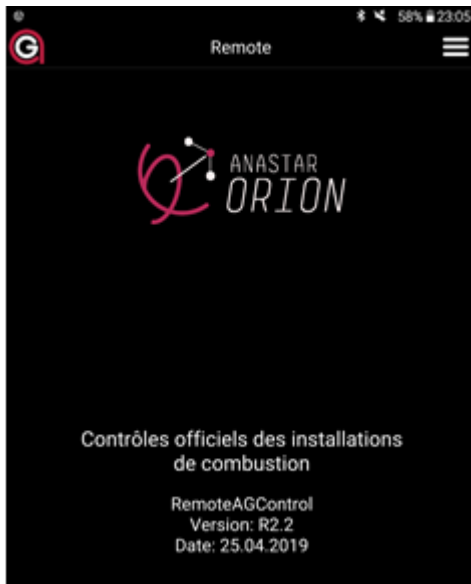 58% 23:05
G
Remote
ANASTAR
ORION
Contrôles officiels des installations
de combustion
RemoteAGControl
Version: R2.2
Date: 25.04.2019